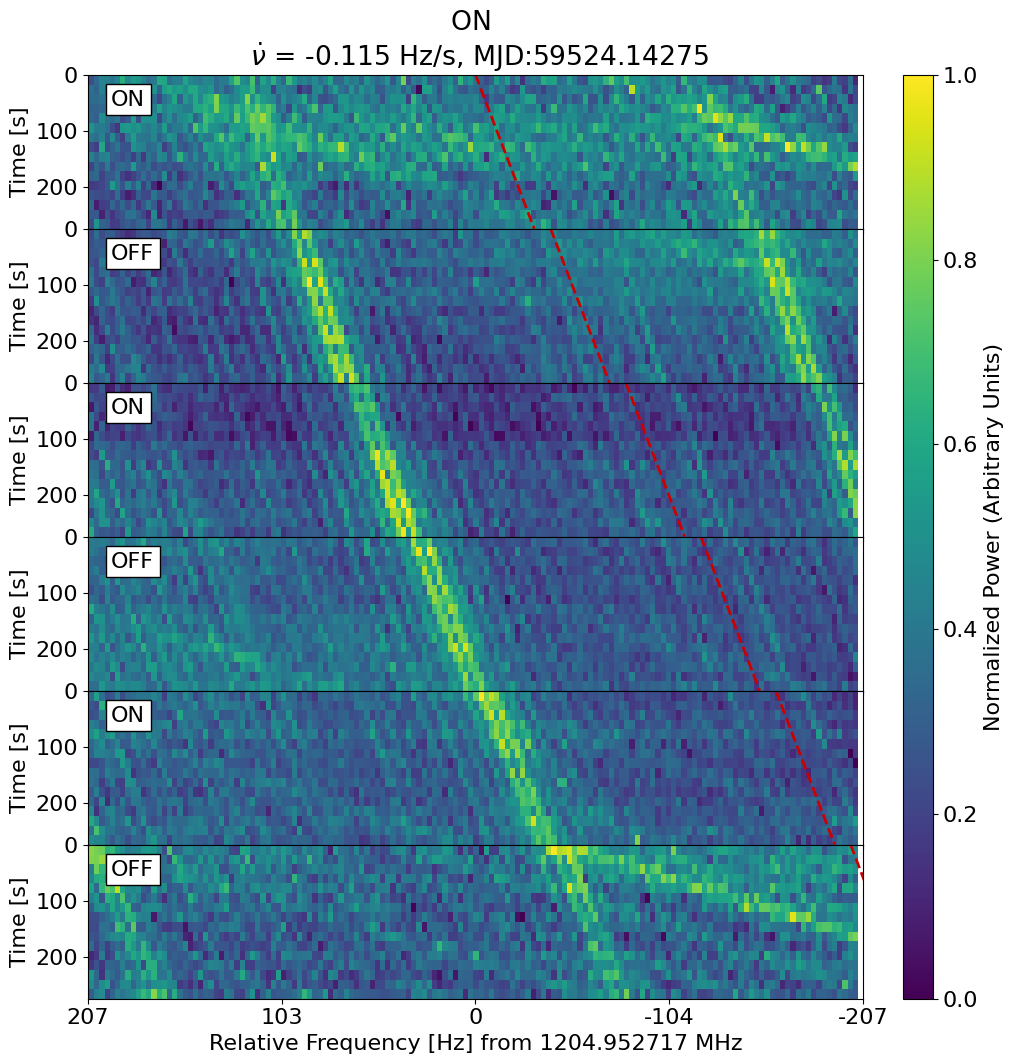 ON
ν̇ = -0.115 Hz/s, MJD:59524.14275
0
ON
100
Time [s]
200
0
OFF
100
Time [s]
200
0
ON
100
Time [s]
200
0
OFF
100
Time [s]
200
0
ON
100
Time [s]
200
0
OFF
100
Time [s]
200
207 103 0 -104 -207
Relative Frequency [Hz] from 1204.952717 MHz
1.0
0.8
0.6
0.4
0.2
0.0
Normalized Power (Arbitrary Units)